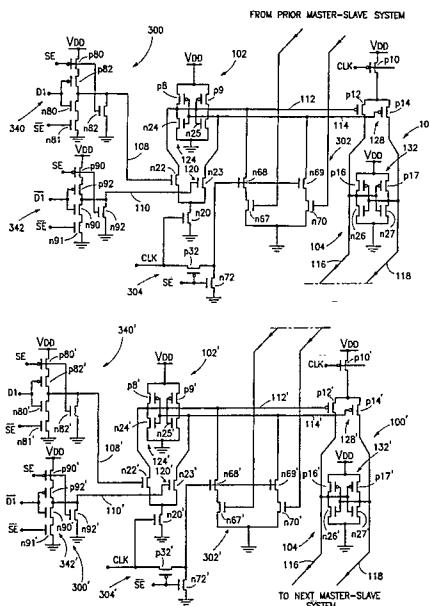 FROM PRIOR MASTER-SLAVE SYSTEM
VDD
SE
p80
300
p82
D1
340
n80
n82
SE
n81
VDD
p90
p92
D1
342
n90
n92
SE
n91
108
110
VDD
102
p8
p9
n24
n25
124
120
n22
n23
n20
CLK
p32
304
SE
n72
112
114
n68
n69
302
n67
n70
VDD
CLK
p10
p12
p14
128
10
VDD
132
p16
p17
n26
n27
104
116
118
VDD
SE
p80'
340'
p82'
D1
n80'
n82'
SE
n81'
VDD
SE
p90'
p92'
D1
n90'
n92'
SE
n91
342'
300'
108'
110'
VDD
102'
p8'
p9'
n24'
n25'
124
120'
n22'
n23'
n20'
CLK
p32'
304'
SE
n72'
112'
114'
n68'
n69'
n67'
n70'
302'
VDD
CLK
p10'
p12'
p14'
128'
100'
VDD
132'
p16'
p17'
n26'
n27'
104
116
118
TO NEXT MASTER-SLAVE
SYSTEM